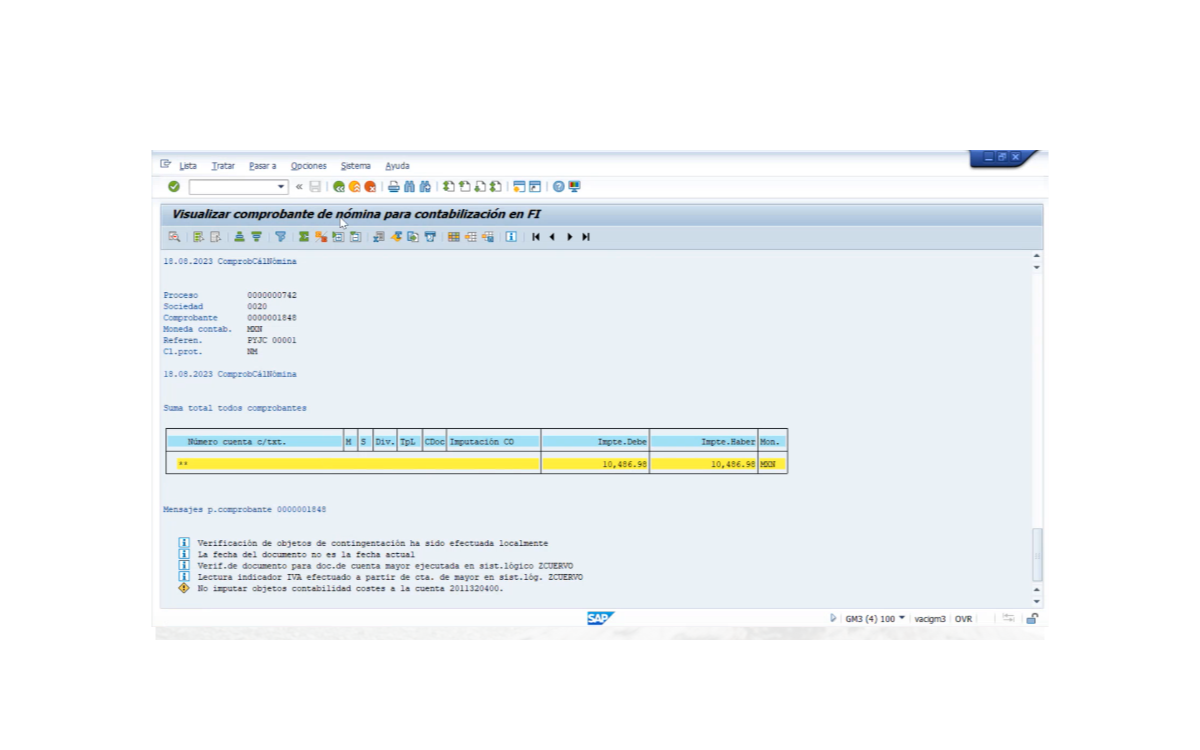 Lista Tratar Pasar a Opciones Sistema Ayuda
Visualizar comprobante de nómina para contabilización en FI
18.08.2023 ComprobCálNómina
Proceso 0000000742
Sociedad 0020
Comprobante 0000001848
Moneda contab. MXN
Referen. PYJC 00001
Cl.prot. NM
18.08.2023 ComprobCálNómina
Suma total todos comprobantes
Número cuenta c/txt. M S Div. TpL CDoc Imputación CO Impte.Debe Impte.Haber Mon.
** 10,486.98 10,486.98 MXN
Mensajes p.comprobante 0000001848
Verificación de objetos de contingentación ha sido efectuada localmente
La fecha del documento no es la fecha actual
Verif.de documento para doc.de cuenta mayor ejecutada en sist.lógico ZCUERVO
Lectura indicador IVA efectuado a partir de cta. de mayor en sist.lóg. ZCUERVO
No imputar objetos contabilidad costes a la cuenta 2011320400.
SAP GM3 (4) 100 vacigm3 OVR